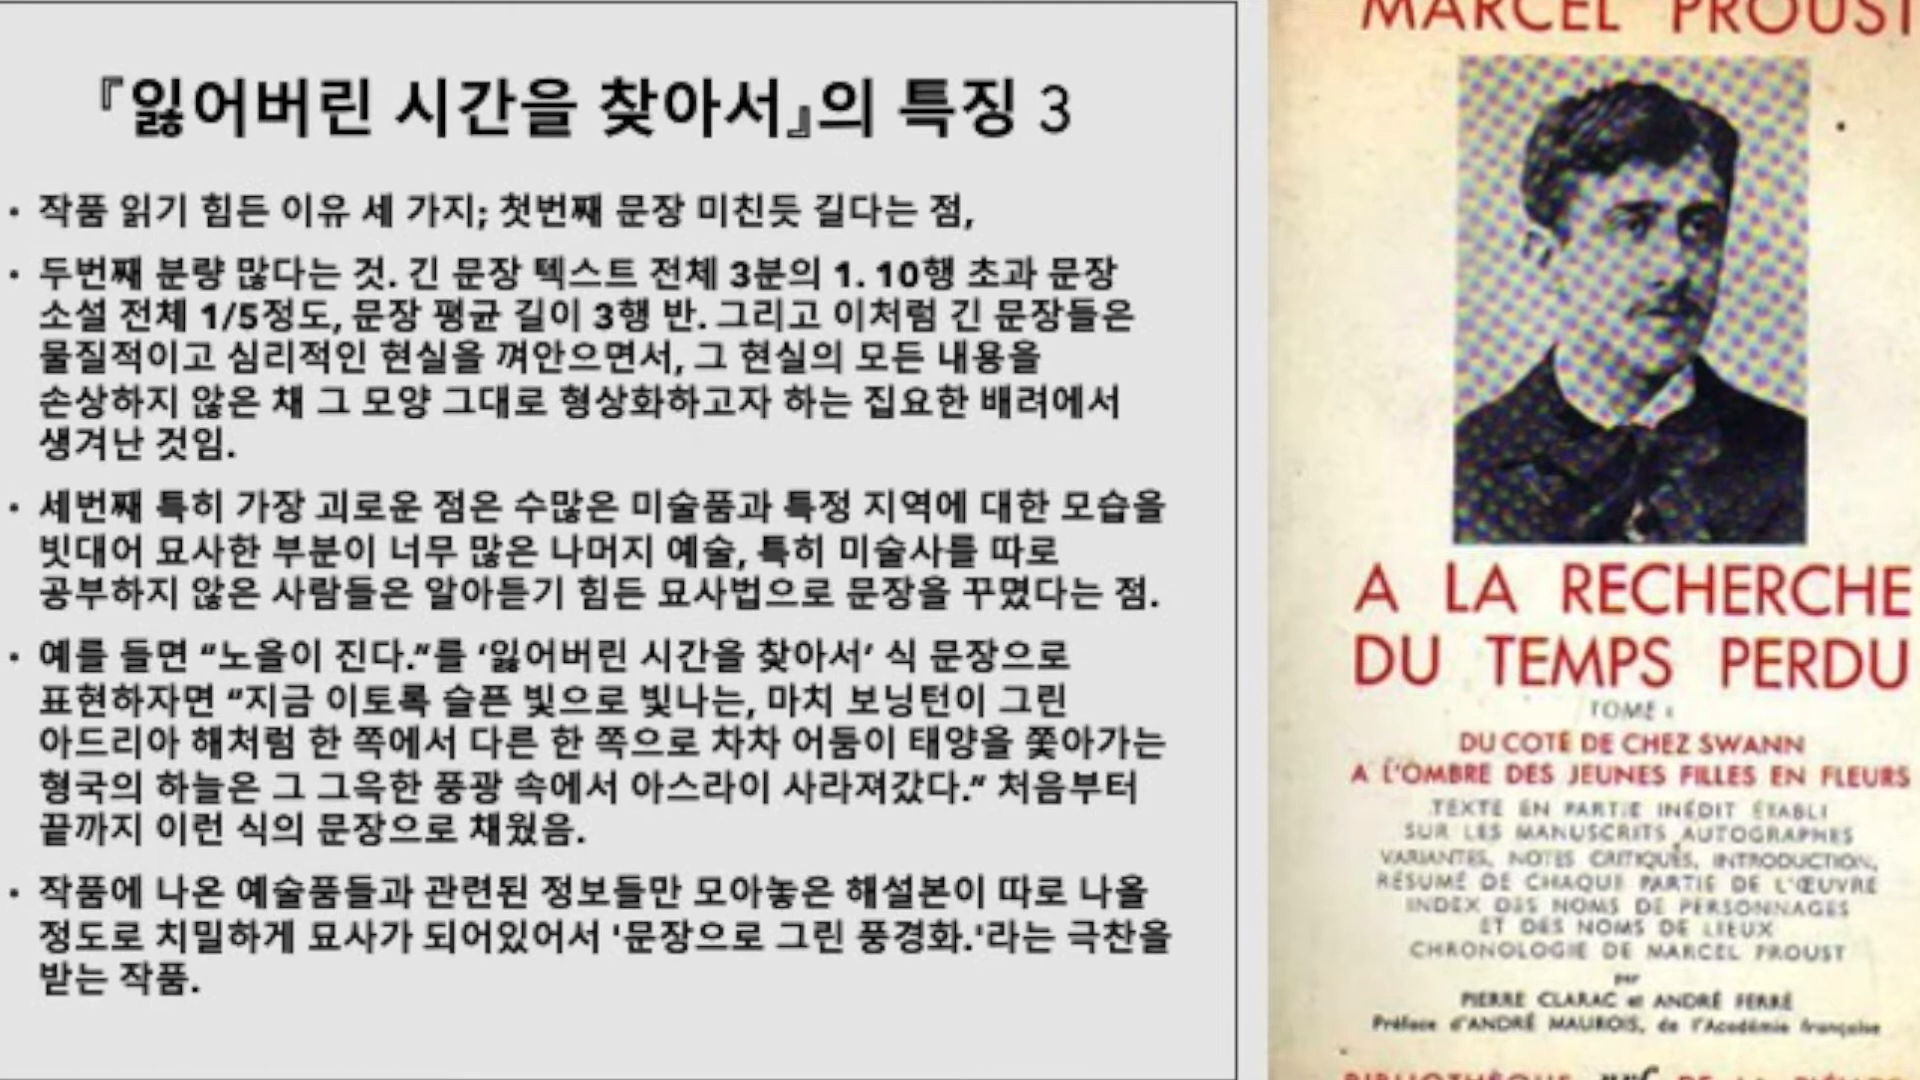 『잃어버린 시간을 찾아서』의 특징 3
• 작품 읽기 힘든 이유 세 가지; 첫번째 문장 미친듯 길다는 점,
• 두번째 분량 많다는 것. 긴 문장 텍스트 전체 3분의 1. 10행 초과 문장
소설 전체 1/5정도, 문장 평균 길이 3행 반. 그리고 이처럼 긴 문장들은
물질적이고 심리적인 현실을 껴안으면서, 그 현실의 모든 내용을
손상하지 않은 채 그 모양 그대로 형상화하고자 하는 집요한 배려에서
생겨난 것임.
• 세번째 특히 가장 괴로운 점은 수많은 미술품과 특정 지역에 대한 모습을
빗대어 묘사한 부분이 너무 많은 나머지 예술, 특히 미술사를 따로
공부하지 않은 사람들은 알아듣기 힘든 묘사법으로 문장을 꾸몄다는 점.
• 예를 들면 “노을이 진다.”를 ‘잃어버린 시간을 찾아서’ 식 문장으로
표현하자면 “지금 이토록 슬픈 빛으로 빛나는, 마치 보닝턴이 그린
아드리아 해처럼 한 쪽에서 다른 한 쪽으로 차차 어둠이 태양을 쫓아가는
형국의 하늘은 그 그윽한 풍광 속에서 아스라이 사라져갔다.” 처음부터
끝까지 이런 식의 문장으로 채웠음.
• 작품에 나온 예술품들과 관련된 정보들만 모아놓은 해설본이 따로 나올
정도로 치밀하게 묘사가 되어있어서 '문장으로 그린 풍경화.'라는 극찬을
받는 작품.
MARCEL PROUST
A LA RECHERCHE
DU TEMPS PERDU
TOME I
DU COTÉ DE CHEZ SWANN
A L'OMBRE DES JEUNES FILLES EN FLEURS
TEXTE EN PARTIE INÉDIT ÉTABLI
SUR LES MANUSCRITS AUTOGRAPHES
VARIANTES, NOTES CRITIQUES, INTRODUCTION,
RÉSUMÉ DE CHAQUE PARTIE DE L'ŒUVRE
INDEX DES NOMS DE PERSONNAGES
ET DES NOMS DE LIEUX
CHRONOLOGIE DE MARCEL PROUST
par
PIERRE CLARAC et ANDRÉ FERRÉ
Préface d'ANDRÉ MAUROIS, de l'Académie française
BIBLIOTHÈQUE nrf DE LA PLÉIADE